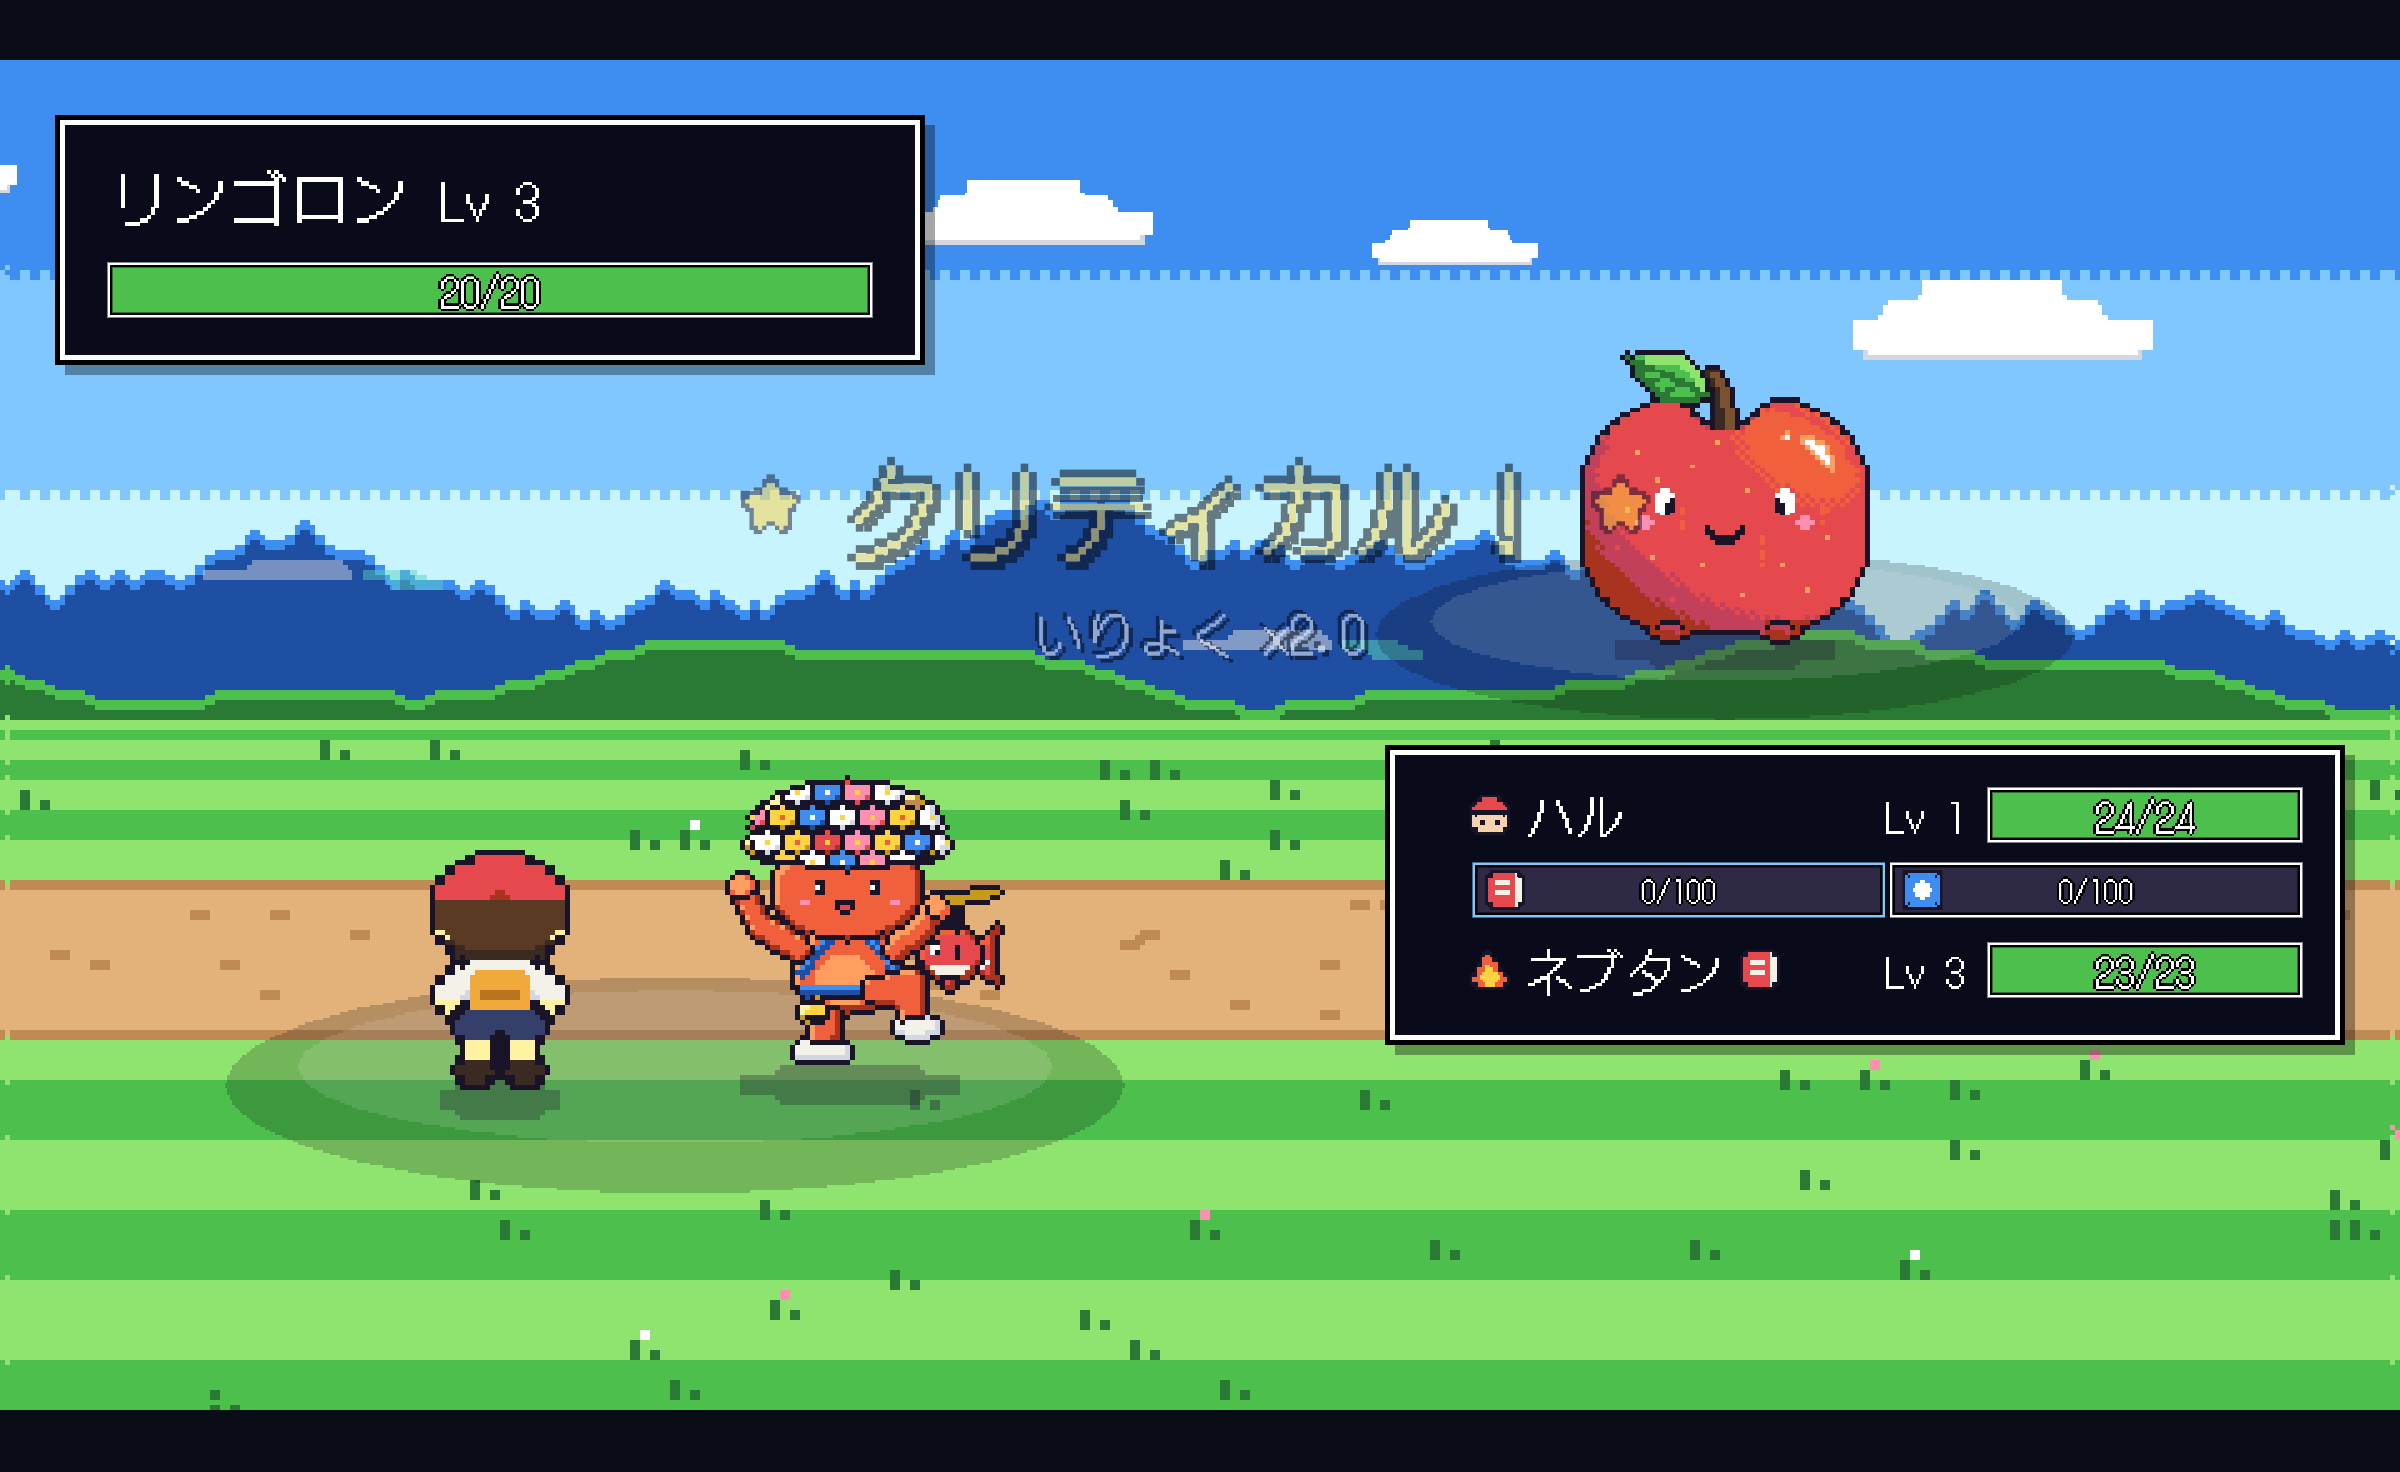 リンゴロン Lv 3
20/20
★ クリティカル! ★
いりょく x2.0
ハル Lv 1 24/24
0/100 0/100
ネブタン Lv 3 23/23